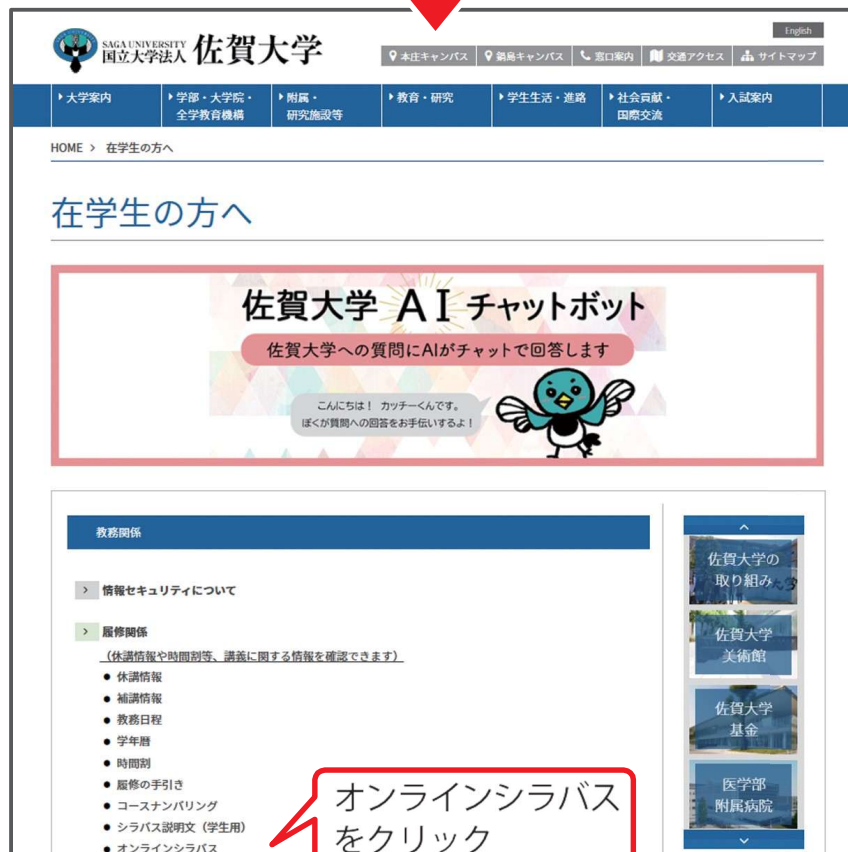 English
SAGA UNIVERSITY
国立大学法人 佐賀大学
本庄キャンパス 鍋島キャンパス 窓口案内 交通アクセス サイトマップ
大学案内
学部・大学院・
全学教育機構
附属・
研究施設等
教育・研究
学生生活・進路
社会貢献・
国際交流
入試案内
HOME > 在学生の方へ
在学生の方へ
佐賀大学 AI チャットボット
佐賀大学への質問にAIがチャットで回答します
こんにちは! カッチーくんです。
ぼくが質問への回答をお手伝いするよ!
教務関係
> 情報セキュリティについて
> 履修関係
(休講情報や時間割等、講義に関する情報を確認できます)
● 休講情報
● 補講情報
● 教務日程
● 学年暦
● 時間割
● 履修の手引き
● コースナンバリング
● シラバス説明文(学生用)
● オンラインシラバス
オンラインシラバス
をクリック
佐賀大学の
取り組み
佐賀大学
美術館
佐賀大学
基金
医学部
附属病院